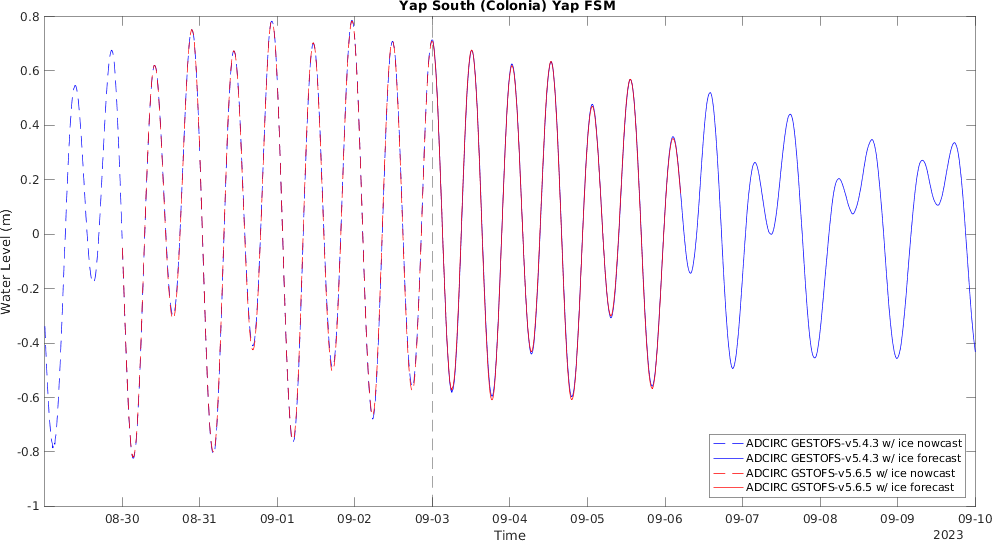 Yap South (Colonia) Yap FSM
0.8
0.6
0.4
0.2
0
-0.2
-0.4
-0.6
-0.8
-1
Water Level (m)
08-30 08-31 09-01 09-02 09-03 09-04 09-05 09-06 09-07 09-08 09-09 09-10
Time
2023
ADCIRC GESTOFS-v5.4.3 w/ ice nowcast
ADCIRC GESTOFS-v5.4.3 w/ ice forecast
ADCIRC GSTOFS-v5.6.5 w/ ice nowcast
ADCIRC GSTOFS-v5.6.5 w/ ice forecast